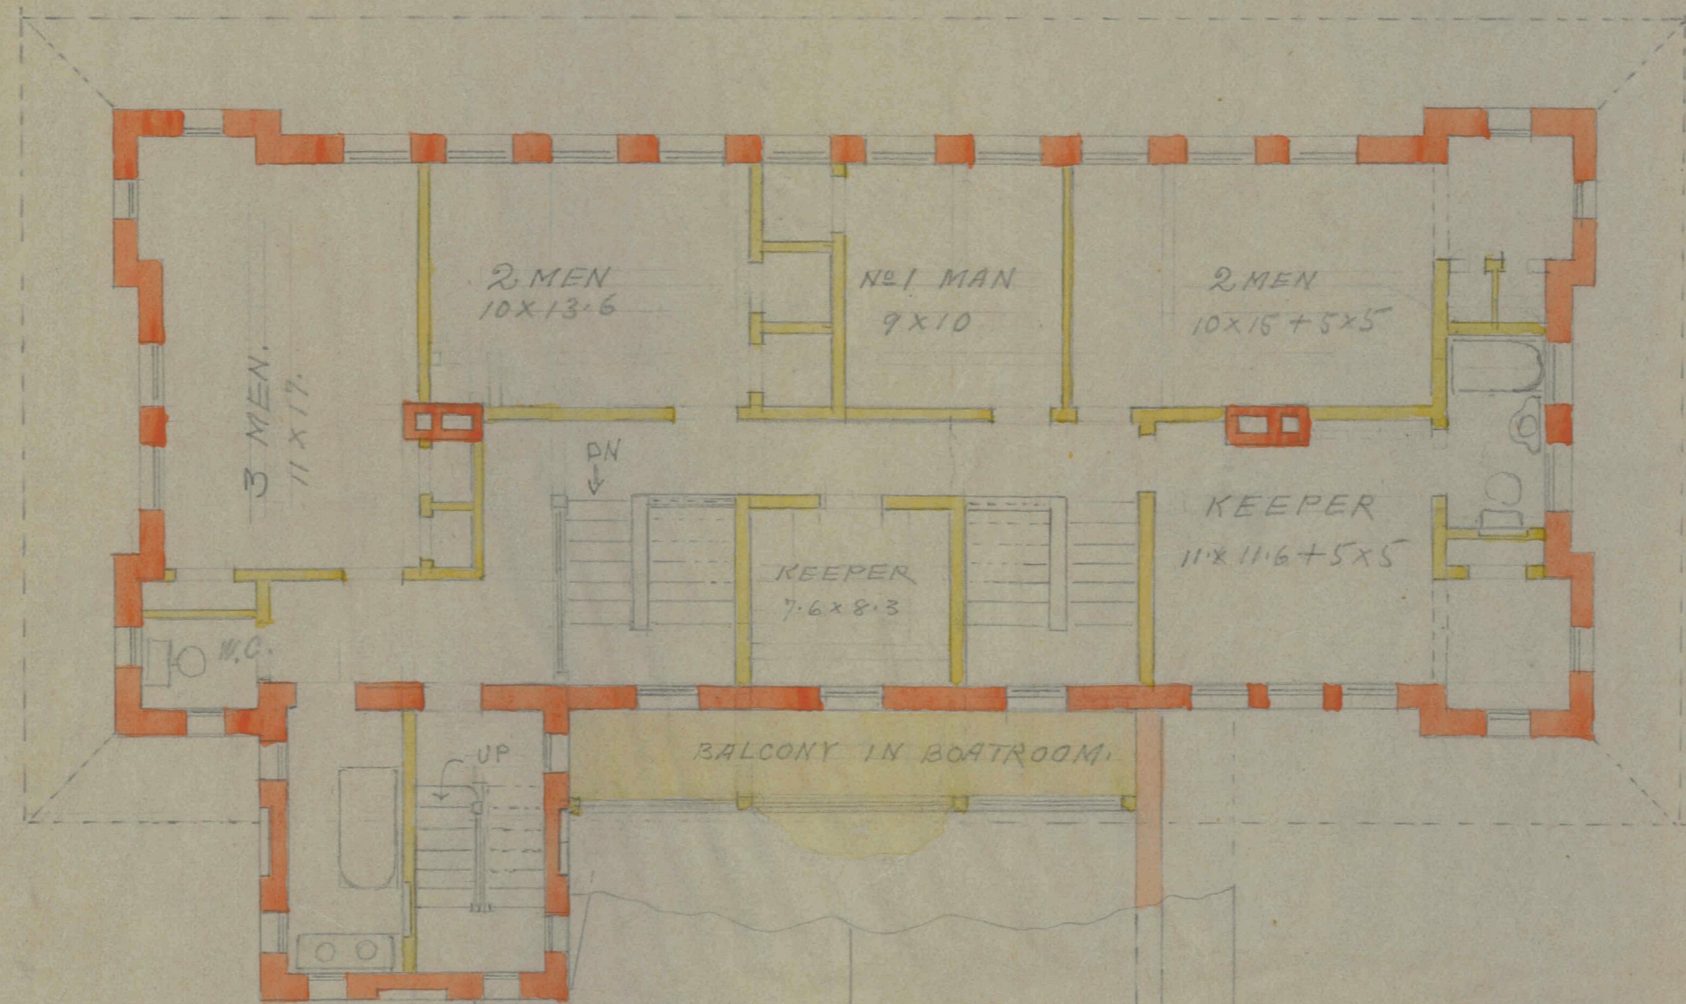 2 MEN
10 X 13.6
No 1 MAN
9 X 10
2 MEN
10 X 15 + 5 X 5
3 MEN.
11 X 17.
DN
KEEPER
11 X 11.6 + 5 X 5
KEEPER
7.6 X 8.3
W.C.
UP
BALCONY IN BOATROOM.